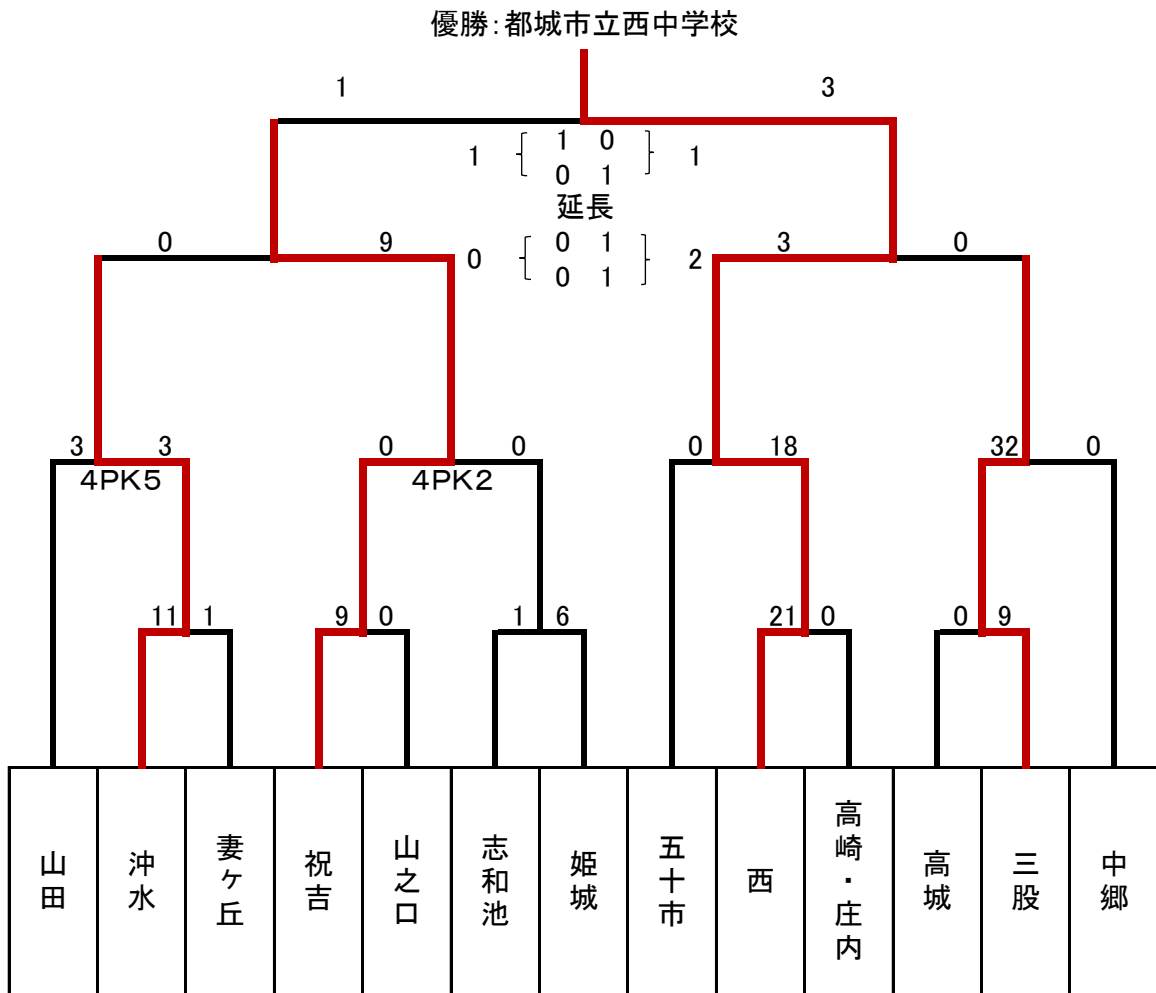 優勝：都城市立西中学校
1 3
1 1 0 1
0 1
延長
0 9 0 0 1 2 3 0
0 1
3 3 0 0 0 18 32 0
4PK5 4PK2
11 1 9 0 1 6 21 0 0 9
山田
沖水
妻ケ丘
祝吉
山之口
志和池
姫城
五十市
西
高崎・庄内
高城
三股
中郷